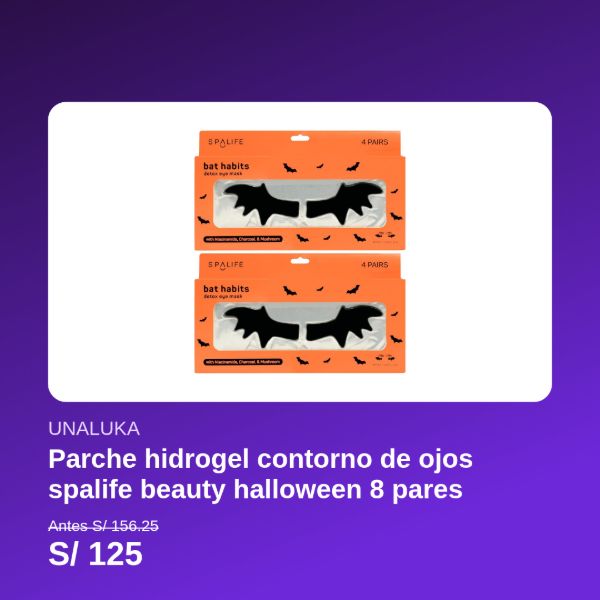 SPALIFE 4 PAIRS
bat habits
detox eye mask
with Niacinamide, Charcoal, & Mushroom
SPALIFE 4 PAIRS
bat habits
detox eye mask
with Niacinamide, Charcoal, & Mushroom
UNALUKA
Parche hidrogel contorno de ojos
spalife beauty halloween 8 pares
Antes S/ 156.25
S/ 125